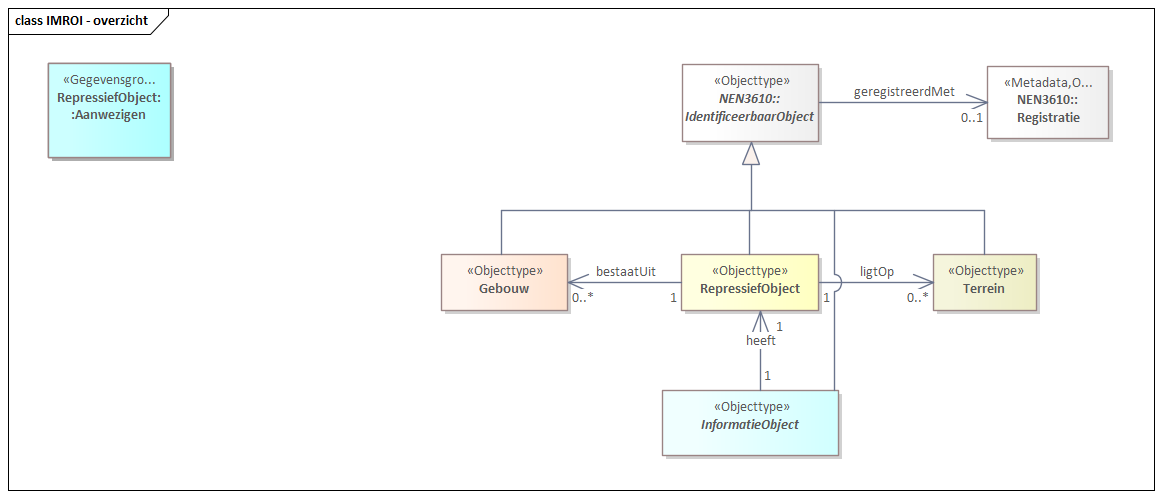 class IMROI - overzicht
«Gegevensgro...
RepressiefObject:
:Aanwezigen
«Objecttype»
NEN3610::
IdentificeerbaarObject
geregistreerdMet
0..1
«Metadata,O...
NEN3610::
Registratie
«Objecttype»
Gebouw
bestaatUit
0..*
1
«Objecttype»
RepressiefObject
ligtOp
1
0..*
«Objecttype»
Terrein
1
heeft
1
«Objecttype»
InformatieObject